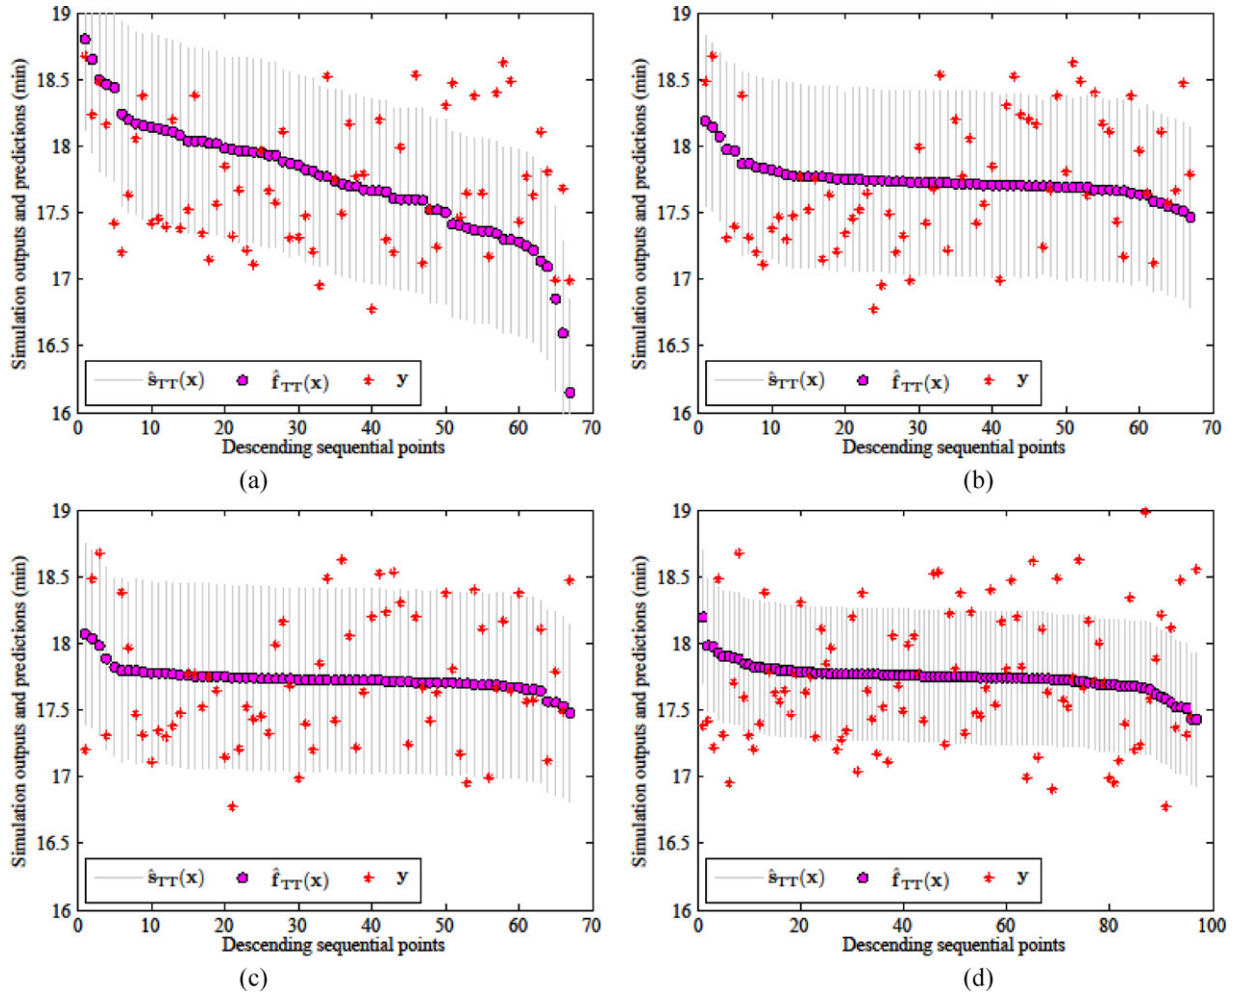 Simulation outputs and predictions (min)
19
18.5
18
17.5
17
16.5
16
0 10 20 30 40 50 60 70
Descending sequential points
ŝTT(x) f̂TT(x) y
(a)
Simulation outputs and predictions (min)
19
18.5
18
17.5
17
16.5
16
0 10 20 30 40 50 60 70
Descending sequential points
ŝTT(x) f̂TT(x) y
(b)
Simulation outputs and predictions (min)
19
18.5
18
17.5
17
16.5
16
0 10 20 30 40 50 60 70
Descending sequential points
ŝTT(x) f̂TT(x) y
(c)
Simulation outputs and predictions (min)
19
18.5
18
17.5
17
16.5
16
0 20 40 60 80 100
Descending sequential points
ŝTT(x) f̂TT(x) y
(d)